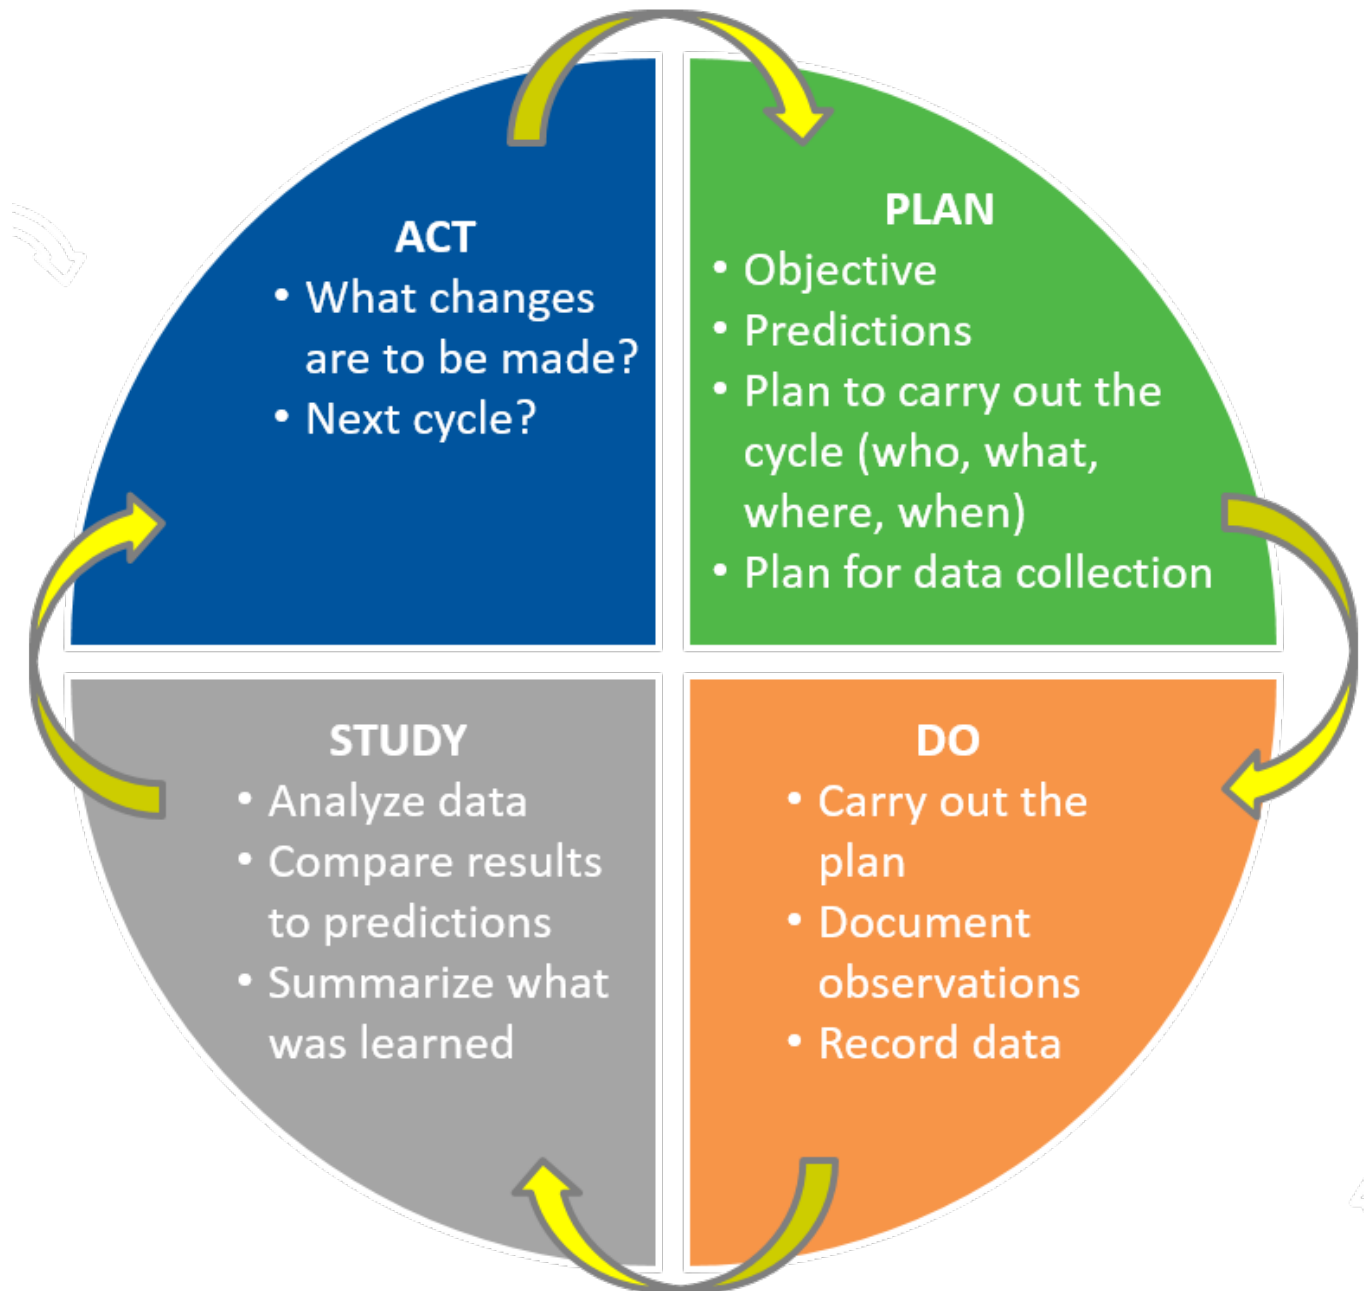 ACT
• What changes
are to be made?
• Next cycle?
PLAN
• Objective
• Predictions
• Plan to carry out the
cycle (who, what,
where, when)
• Plan for data collection
STUDY
• Analyze data
• Compare results
to predictions
• Summarize what
was learned
DO
• Carry out the
plan
• Document
observations
• Record data